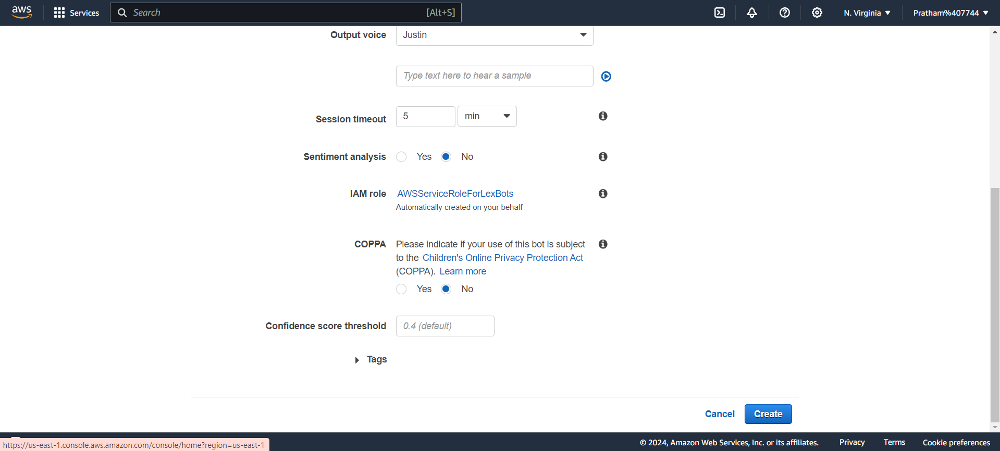 aws Services Search [Alt+S] N. Virginia Pratham%407744
Output voice Justin
Type text here to hear a sample
Session timeout 5 min
Sentiment analysis Yes No
IAM role AWSServiceRoleForLexBots
Automatically created on your behalf
COPPA Please indicate if your use of this bot is subject
to the Children's Online Privacy Protection Act
(COPPA). Learn more
Yes No
Confidence score threshold 0.4 (default)
Tags
Cancel Create
https://us-east-1.console.aws.amazon.com/console/home?region=us-east-1 © 2024, Amazon Web Services, Inc. or its affiliates. Privacy Terms Cookie preferences